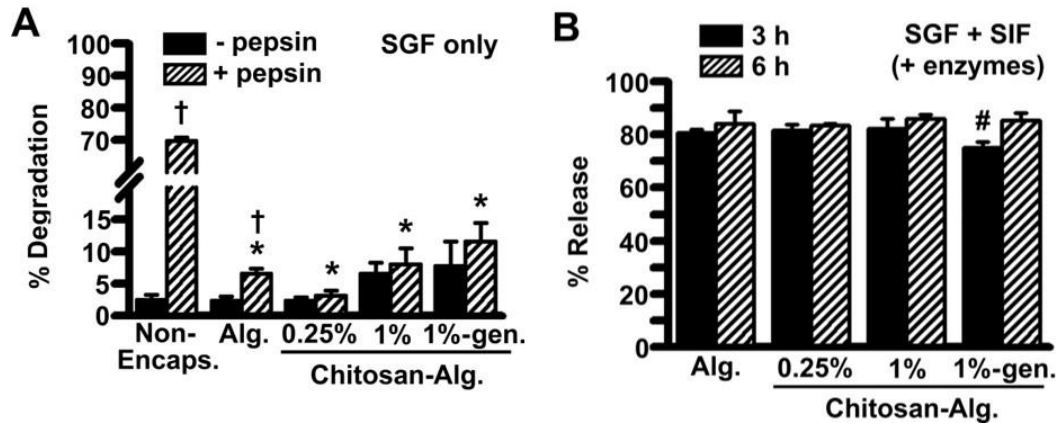 A
100
90
80
70
15
10
5
0
% Degradation
- pepsin
+ pepsin
SGF only
†
†
*
*
*
*
Non-
Encaps.
Alg.
0.25%
1%
1%-gen.
Chitosan-Alg.
B
3 h
6 h
SGF + SIF
(+ enzymes)
100
80
80
60
40
20
0
% Release
#
Alg.
0.25%
1%
1%-gen.
Chitosan-Alg.